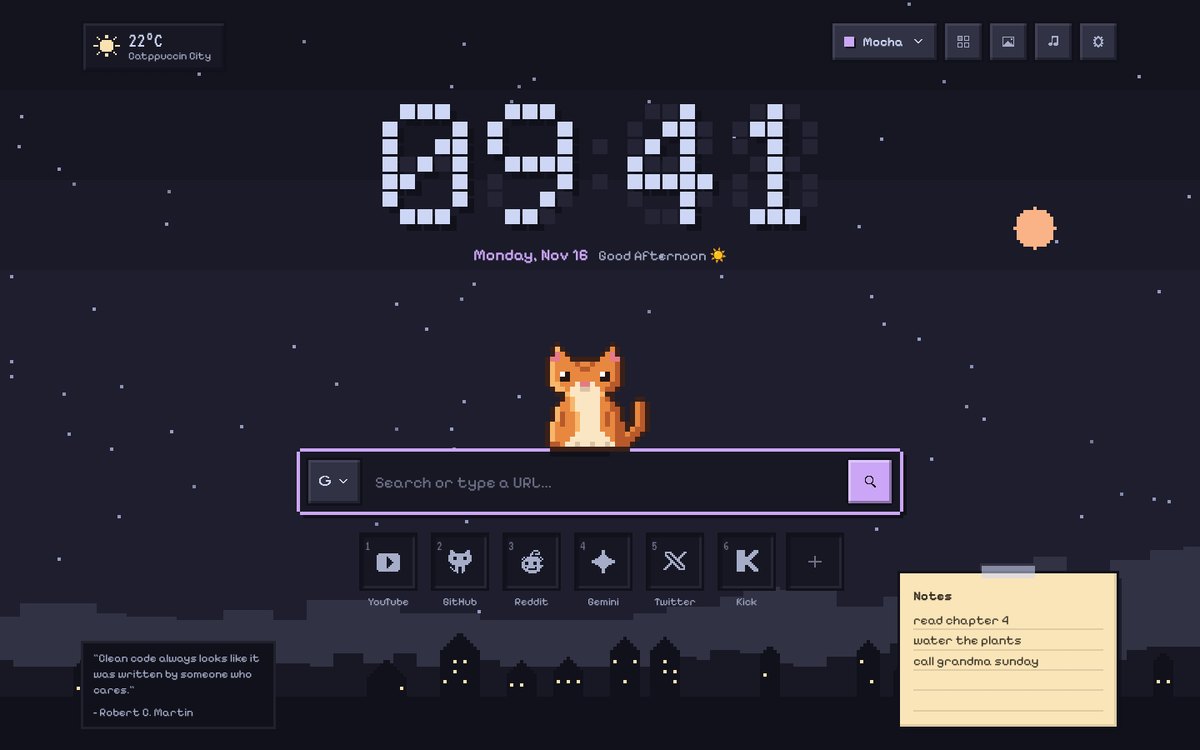 22°C
Catppuccin City
Mocha
09:41
Monday, Nov 16 Good Afternoon ☀️
G
Search or type a URL...
1 2 3 4 5 6
YouTube GitHub Reddit Gemini Twitter Kick
Notes
read chapter 4
water the plants
call grandma sunday
"Clean code always looks like it
was written by someone who
cares."
- Robert C. Martin